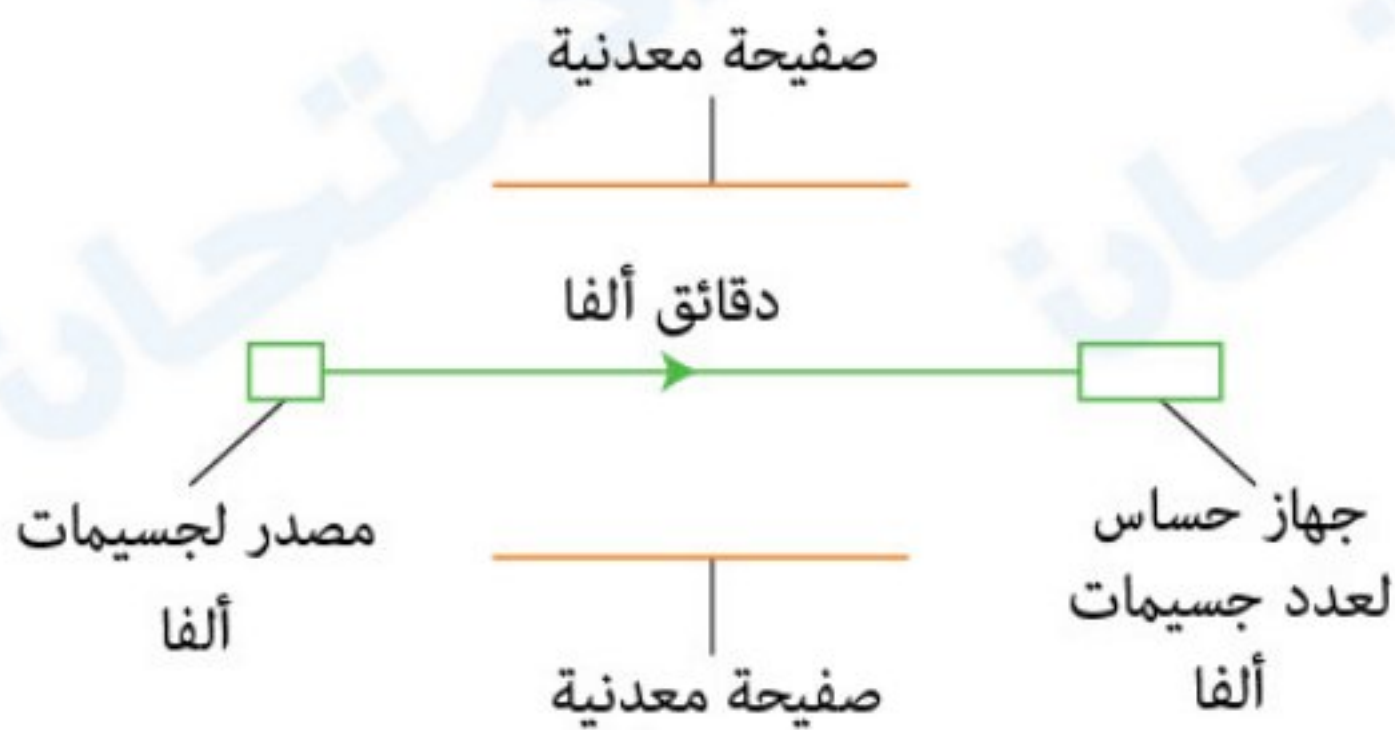 صفيحة معدنية
دقائق ألفا
مصدر لجسيمات
ألفا
جهاز حساس
لعدد جسيمات
ألفا
صفيحة معدنية